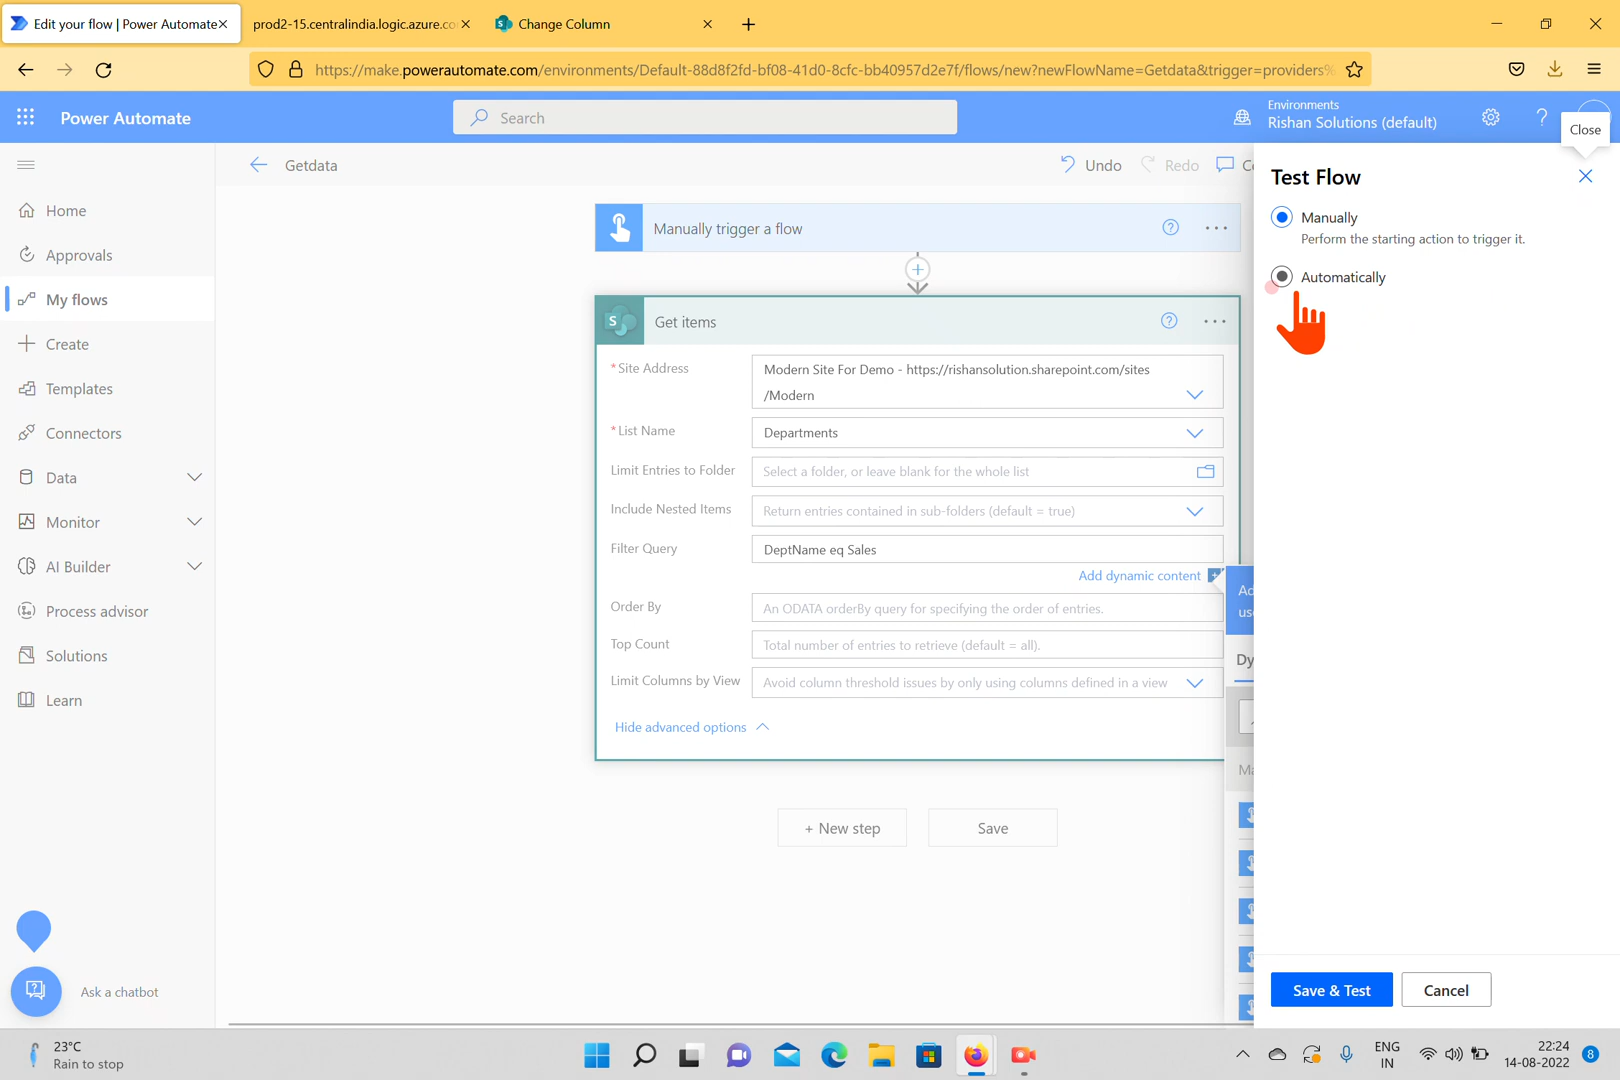 Edit your flow | Power Automate
prod2-15.centralindia.logic.azure.co
Change Column
https://make.powerautomate.com/environments/Default-88d8f2fd-bf08-41d0-8cfc-bb40957d2e7f/flows/new?newFlowName=Getdata&trigger=providers%
Power Automate
Search
Environments
Rishan Solutions (default)
Close
Getdata
Undo
Redo
Test Flow
Manually
Perform the starting action to trigger it.
Automatically
Home
Approvals
My flows
Create
Templates
Connectors
Data
Monitor
AI Builder
Process advisor
Solutions
Learn
Ask a chatbot
Manually trigger a flow
Get items
* Site Address
Modern Site For Demo - https://rishansolution.sharepoint.com/sites
/Modern
* List Name
Departments
Limit Entries to Folder
Select a folder, or leave blank for the whole list
Include Nested Items
Return entries contained in sub-folders (default = true)
Filter Query
DeptName eq Sales
Add dynamic content
Order By
An ODATA orderBy query for specifying the order of entries.
Top Count
Total number of entries to retrieve (default = all).
Limit Columns by View
Avoid column threshold issues by only using columns defined in a view
Hide advanced options
+ New step
Save
Save & Test
Cancel
23°C
Rain to stop
ENG
IN
22:24
14-08-2022
8